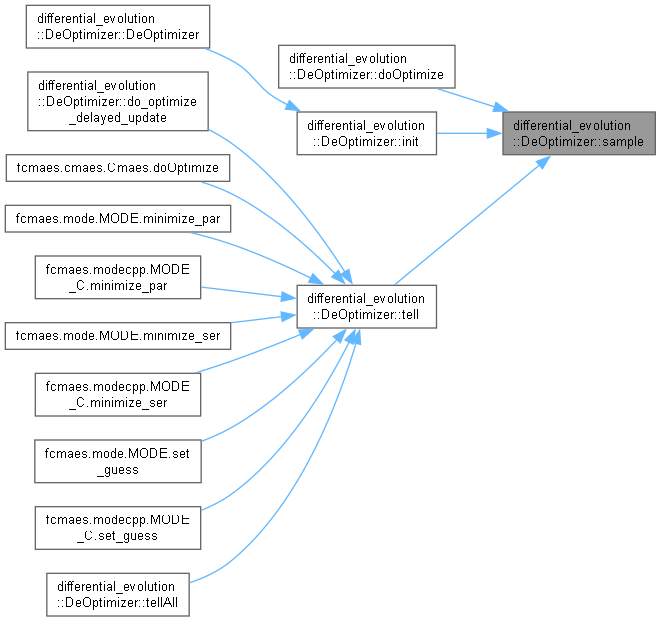 differential_evolution
::DeOptimizer::DeOptimizer
differential_evolution
::DeOptimizer::doOptimize
differential_evolution
::DeOptimizer::do_optimize
_delayed_update
differential_evolution
::DeOptimizer::init
differential_evolution
::DeOptimizer::sample
fcmaes.cmaes.Cmaes.doOptimize
fcmaes.mode.MODE.minimize_par
fcmaes.modecpp.MODE
_C.minimize_par
differential_evolution
::DeOptimizer::tell
fcmaes.mode.MODE.minimize_ser
fcmaes.modecpp.MODE
_C.minimize_ser
fcmaes.mode.MODE.set
_guess
fcmaes.modecpp.MODE
_C.set_guess
differential_evolution
::DeOptimizer::tellAll